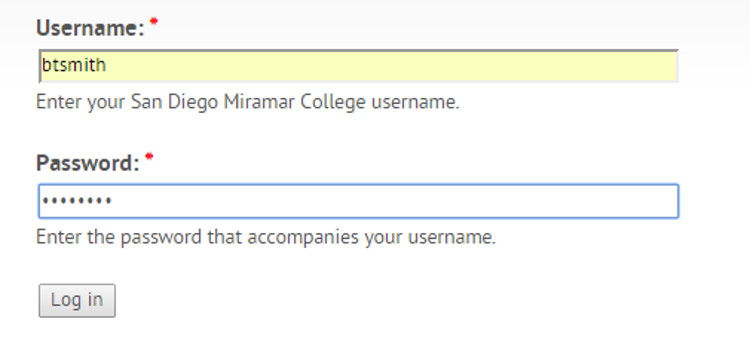 Username: *
btsmith
Enter your San Diego Miramar College username.
Password: *
••••••••
Enter the password that accompanies your username.
Log in